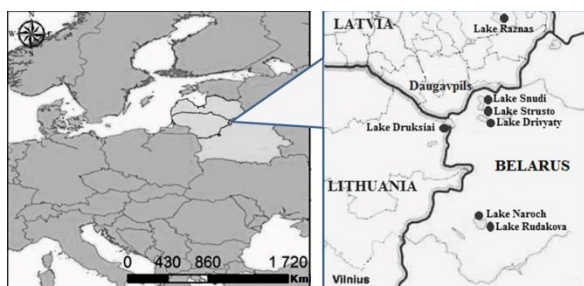 N
0 430 860 1 720
Km
LATVIA
Lake Raznas
Daugavpils
Lake Snudi
Lake Strusto
Lake Drivyaty
Lake Druksiai
BELARUS
LITHUANIA
Lake Naroch
Lake Rudakova
Vilnius